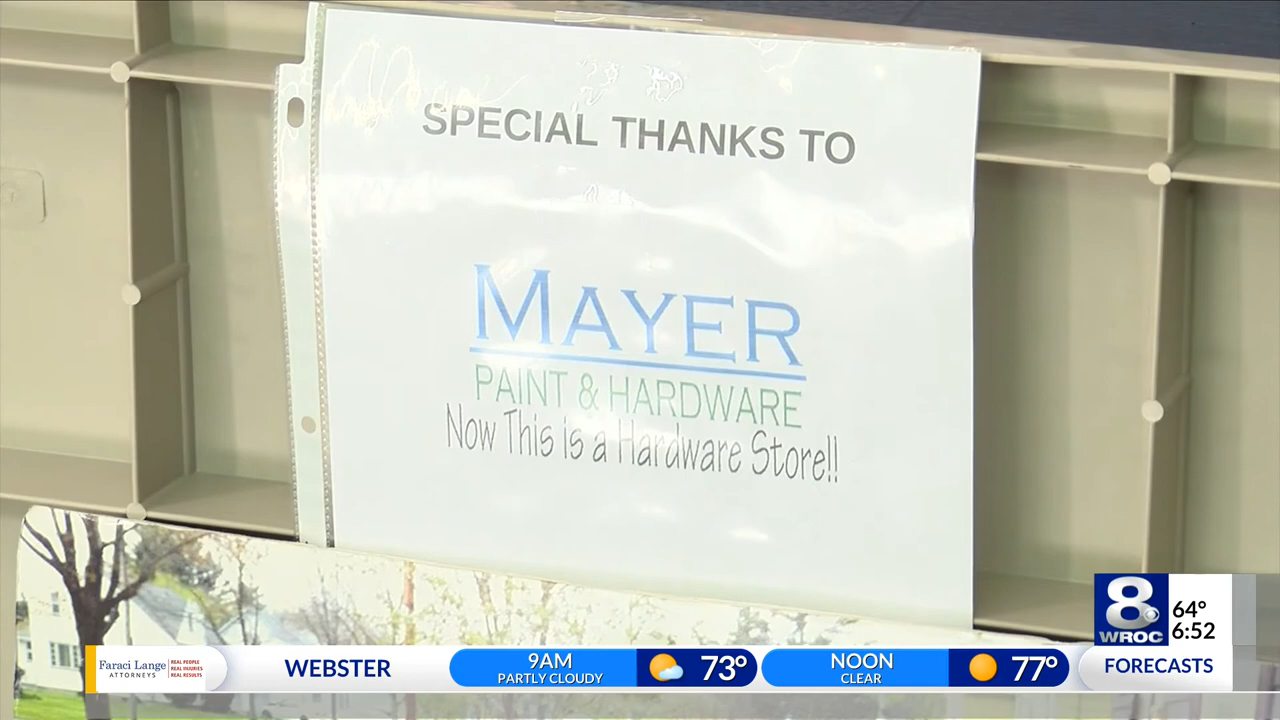 SPECIAL THANKS TO
MAYER
PAINT & HARDWARE
Now This is a Hardware Store!!
8
WROC
64°
6:52
Faraci Lange
ATTORNEYS
REAL PEOPLE
REAL INJURIES
REAL RESULTS
WEBSTER
9AM
PARTLY CLOUDY
73°
NOON
CLEAR
77°
FORECASTS